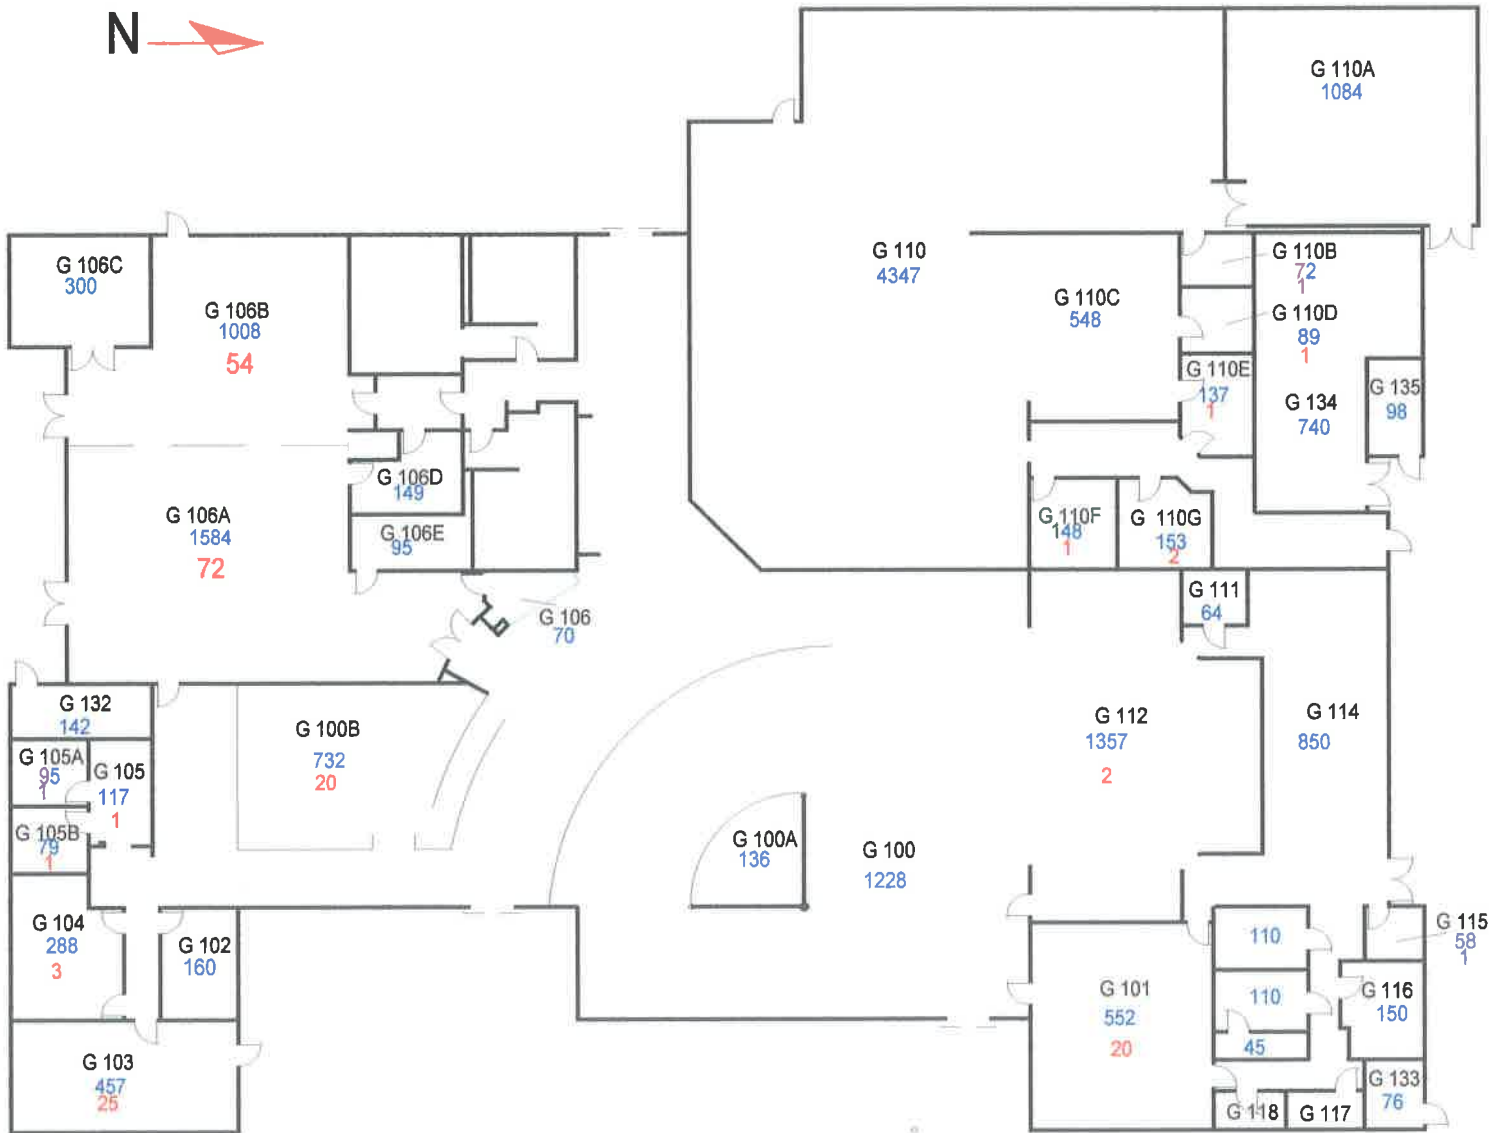 N
G 110A
1084
G 106C
300
G 106B
1008
54
G 110
4347
G 110C
548
G 110B
72
1
G 110D
89
1
G 110E
137
1
G 135
98
G 134
740
G 106D
149
G 106A
1584
72
G 106E
95
G 110F
148
1
G 110G
153
2
G 106
70
G 111
64
G 132
142
G 100B
732
20
G 112
1357
2
G 114
850
G 105A
95
1
G 105
117
1
G 105B
79
1
G 100A
136
G 100
1228
G 104
288
3
G 102
160
G 103
457
25
G 101
552
20
110
110
45
G 115
58
1
G 116
150
G 133
76
G 118
G 117